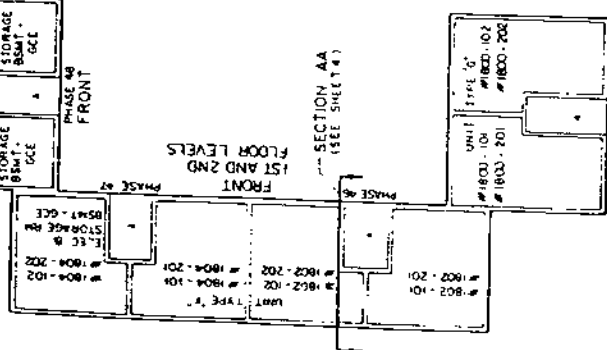 STORAGE
BSMT -
GCE
*
PHASE 48
FRONT
STORAGE
BSMT -
GCE
FRONT
1ST AND 2ND
FLOOR LEVELS
SECTION AA
(SEE SHEET 4)
UNIT TYPE "G"
#1800-101
#1800-201
#1800-102
#1800-202
*
PHASE 47
ELEC &
STORAGE RM
BSMT - GCE
#1804-102
#1804-202
*
UNIT TYPE "F"
#1804-101
#1804-201
#1802-102
#1802-202
PHASE 46
*
#1802-101
#1802-201